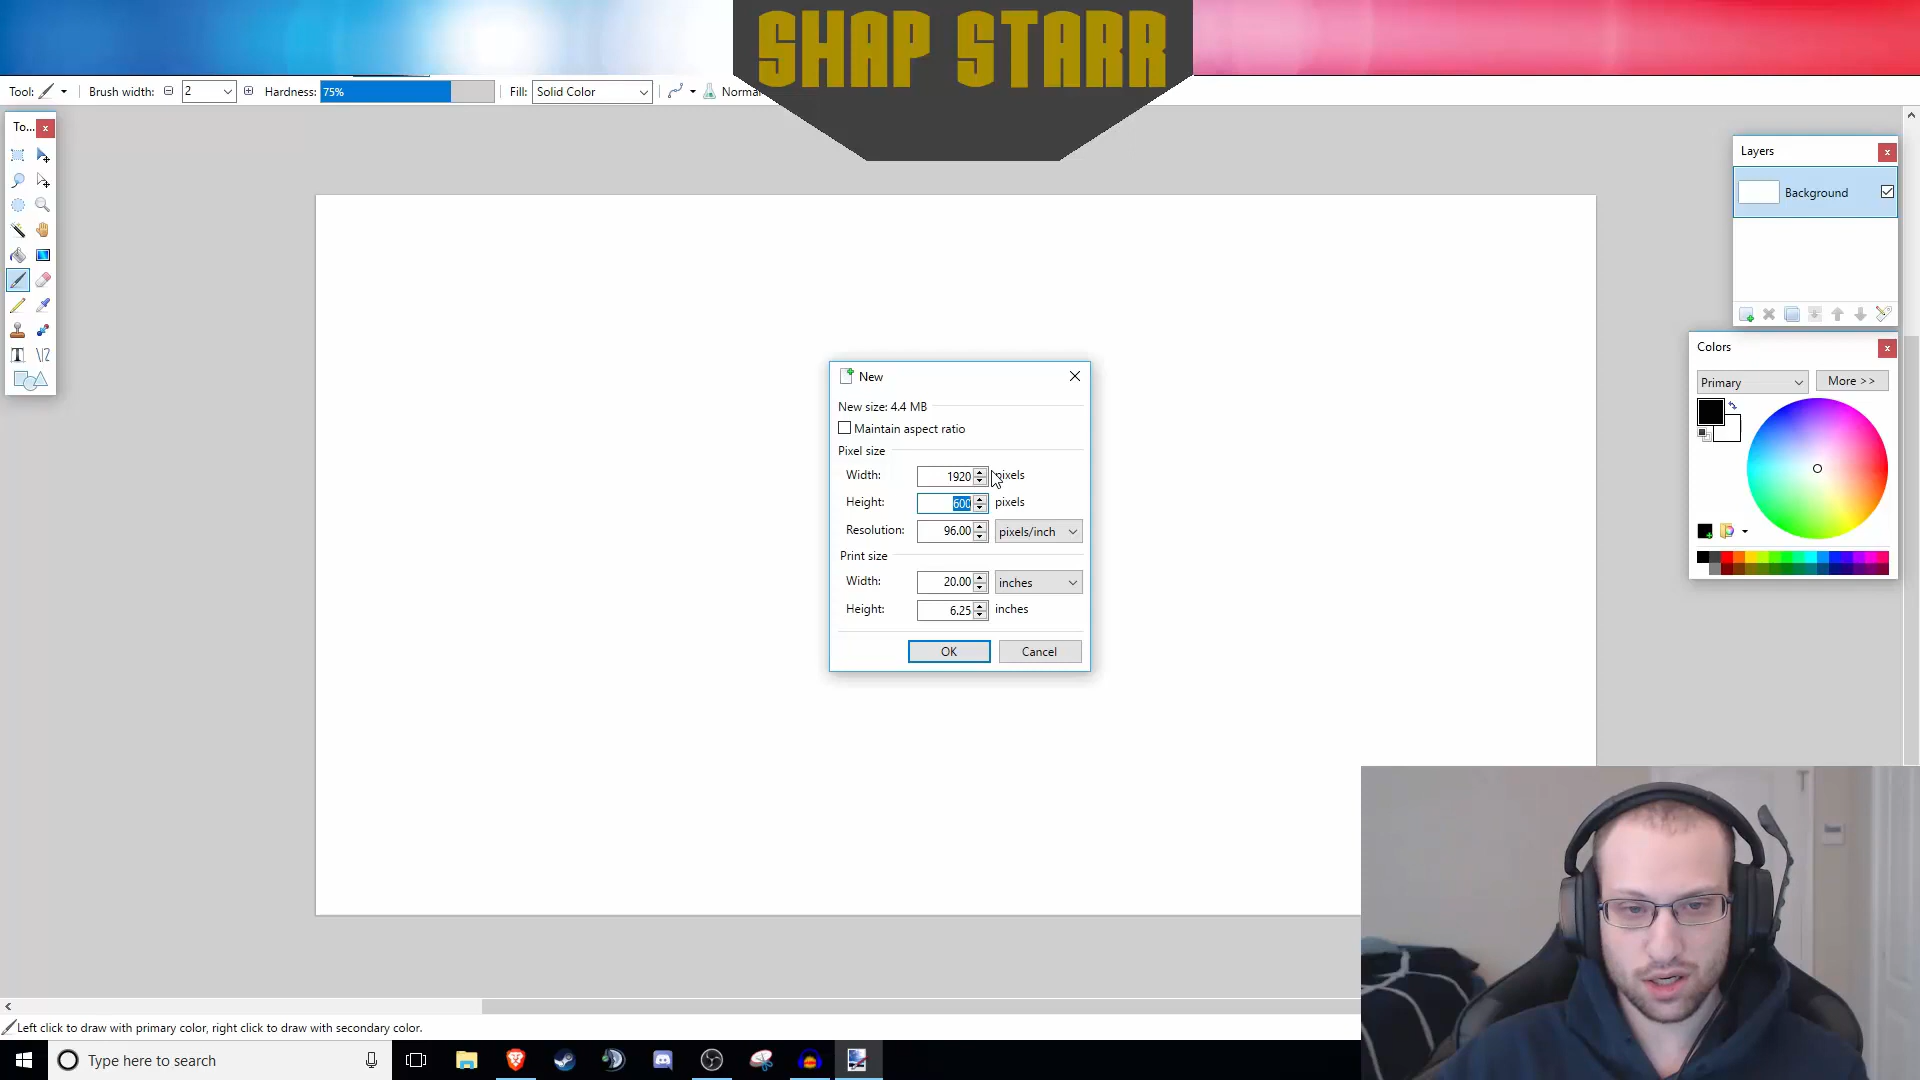 SHAP STARR
Tool:
Brush width: 2
Hardness: 75%
Fill: Solid Color
Norma
To...
Layers
Background
Colors
Primary
More >>
New
New size: 4.4 MB
Maintain aspect ratio
Pixel size
Width: 1920 pixels
Height: 600 pixels
Resolution: 96.00 pixels/inch
Print size
Width: 20.00 inches
Height: 6.25 inches
OK
Cancel
Left click to draw with primary color, right click to draw with secondary color.
Type here to search